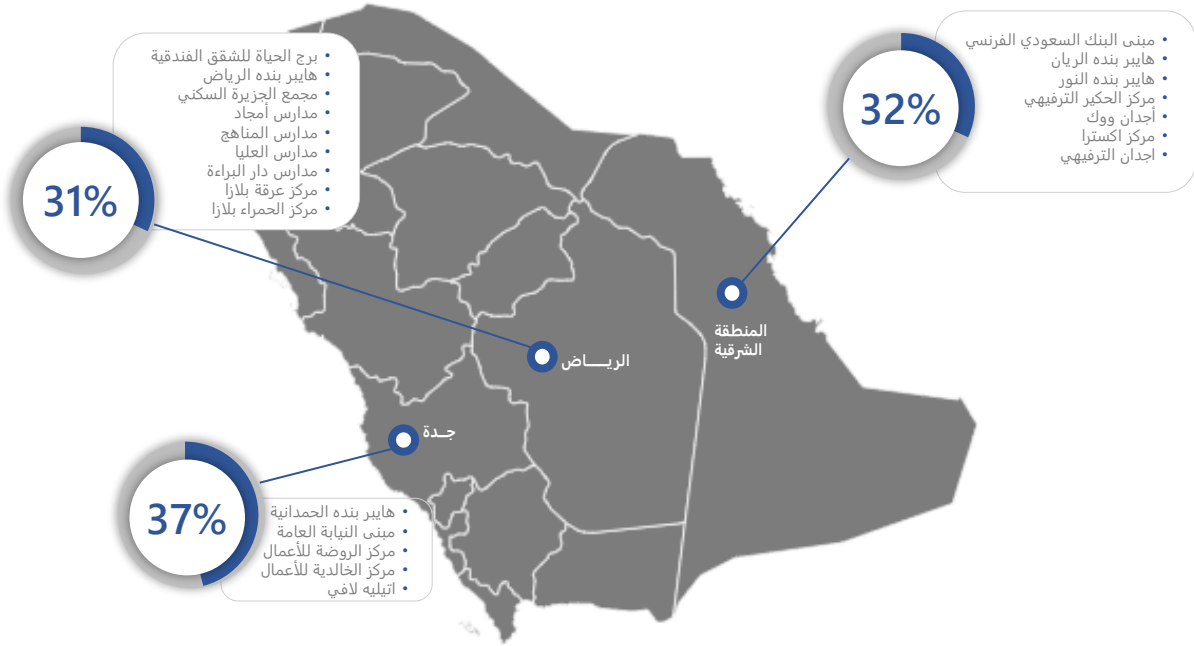 32%
• مبنى البنك السعودي الفرنسي
• هايبر بنده الريان
• هايبر بنده النور
• مركز الحكير الترفيهي
• أجدان ووك
• مركز اكسترا
• اجدان الترفيهي
31%
• برج الحياة للشقق الفندقية
• هايبر بنده الرياض
• مجمع الجزيرة السكني
• مدارس أمجاد
• مدارس المناهج
• مدارس العليا
• مدارس دار البراءة
• مركز عرقة بلازا
• مركز الحمراء بلازا
المنطقة
الشرقية
الريـــاض
جــدة
37%
• هايبر بنده الحمدانية
• مبنى النيابة العامة
• مركز الروضة للأعمال
• مركز الخالدية للأعمال
• اتيليه لافي